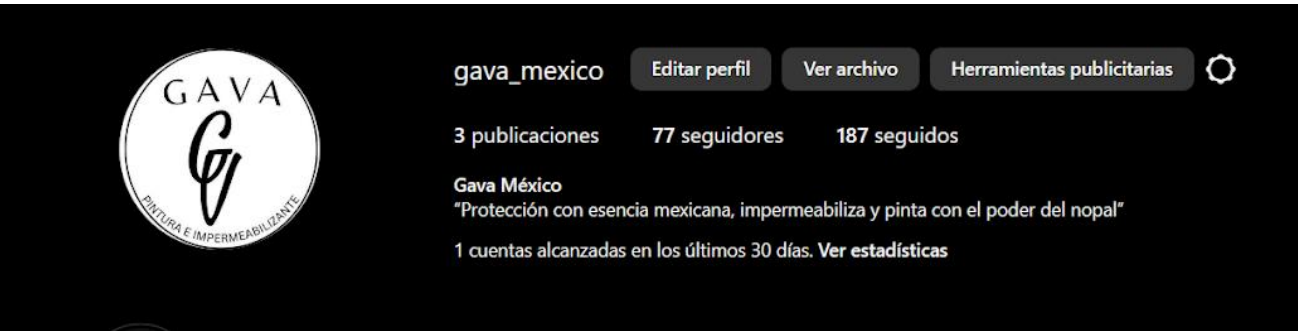 GAVA
GV
PINTURA E IMPERMEABILIZANTE
gava_mexico Editar perfil Ver archivo Herramientas publicitarias
3 publicaciones 77 seguidores 187 seguidos
Gava México
“Protección con esencia mexicana, impermeabiliza y pinta con el poder del nopal”
1 cuentas alcanzadas en los últimos 30 días. Ver estadísticas